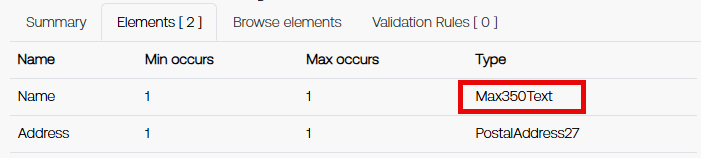 Summary Elements [ 2 ] Browse elements Validation Rules [ 0 ]
Name Min occurs Max occurs Type
Name 1 1 Max350Text
Address 1 1 PostalAddress27